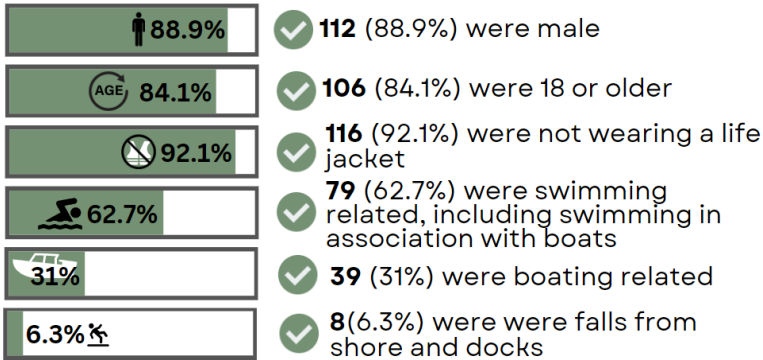 88.9%
112 (88.9%) were male
AGE 84.1%
106 (84.1%) were 18 or older
92.1%
116 (92.1%) were not wearing a life
jacket
62.7%
79 (62.7%) were swimming
related, including swimming in
association with boats
31%
39 (31%) were boating related
6.3%
8(6.3%) were were falls from
shore and docks